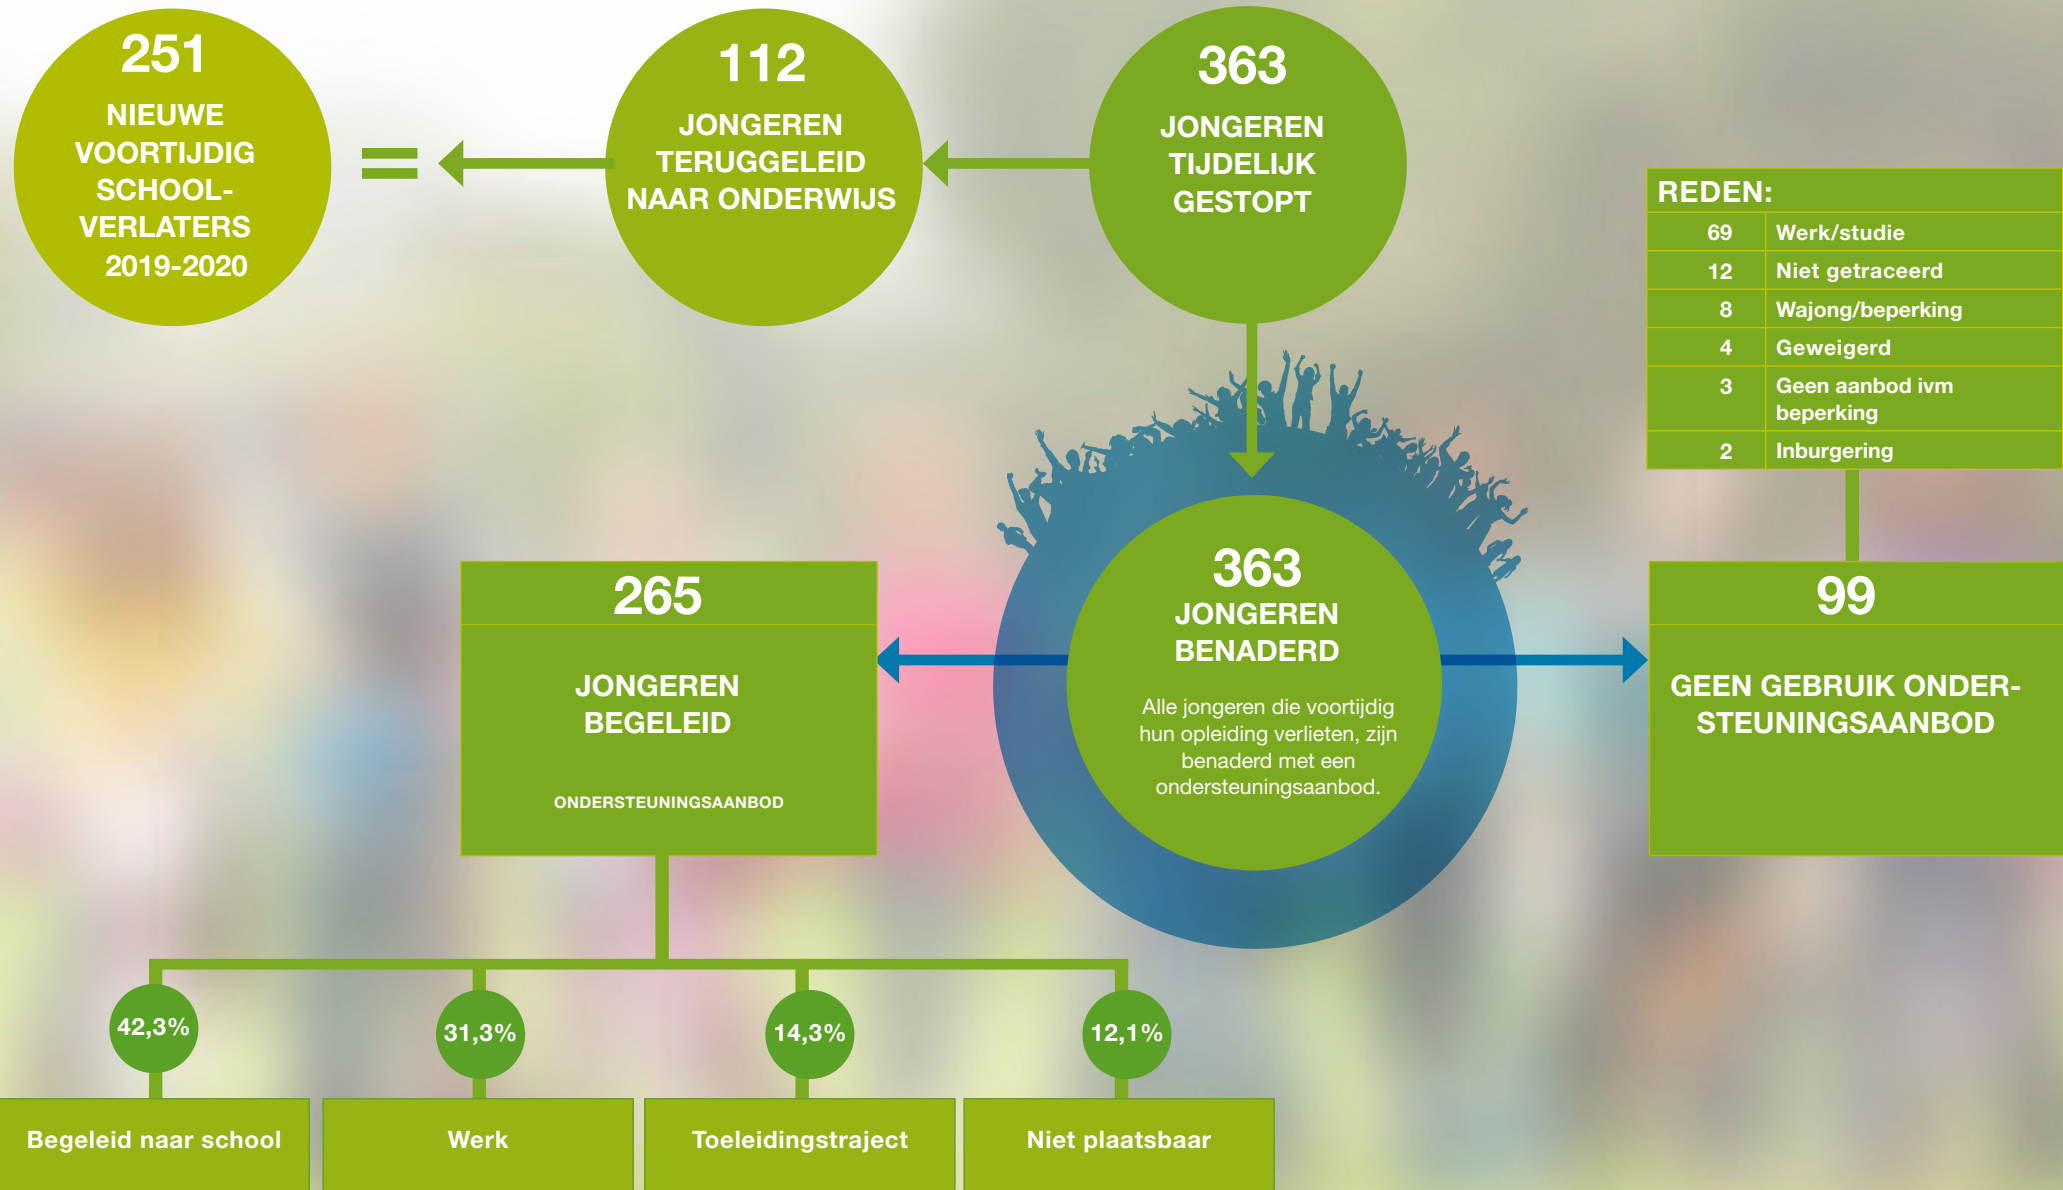 251
NIEUWE
VOORTIJDIG
SCHOOL-
VERLATERS
2019-2020
=
112
JONGEREN
TERUGGELEID
NAAR ONDERWIJS
363
JONGEREN
TIJDELIJK
GESTOPT
REDEN:
69 Werk/studie
12 Niet getraceerd
8 Wajong/beperking
4 Geweigerd
3 Geen aanbod ivm
beperking
2 Inburgering
265
JONGEREN
BEGELEID
ONDERSTEUNINGSAANBOD
363
JONGEREN
BENADERD
Alle jongeren die voortijdig
hun opleiding verlieten, zijn
benaderd met een
ondersteuningsaanbod.
99
GEEN GEBRUIK ONDER-
STEUNINGSAANBOD
42,3%
31,3%
14,3%
12,1%
Begeleid naar school
Werk
Toeleidingstraject
Niet plaatsbaar